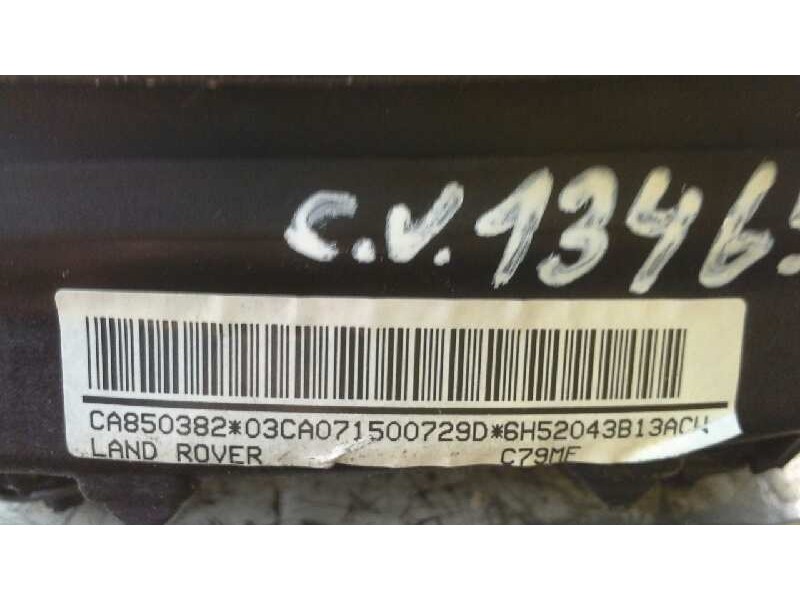 C.V. 1346
CA850382*03CA071500729D*6H52043B13ACW
LAND ROVER C79MF